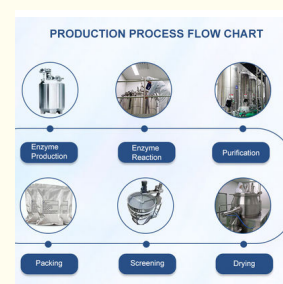 PRODUCTION PROCESS FLOW CHART
Enzyme
Production
Enzyme
Reaction
Purification
Packing
Screening
Drying